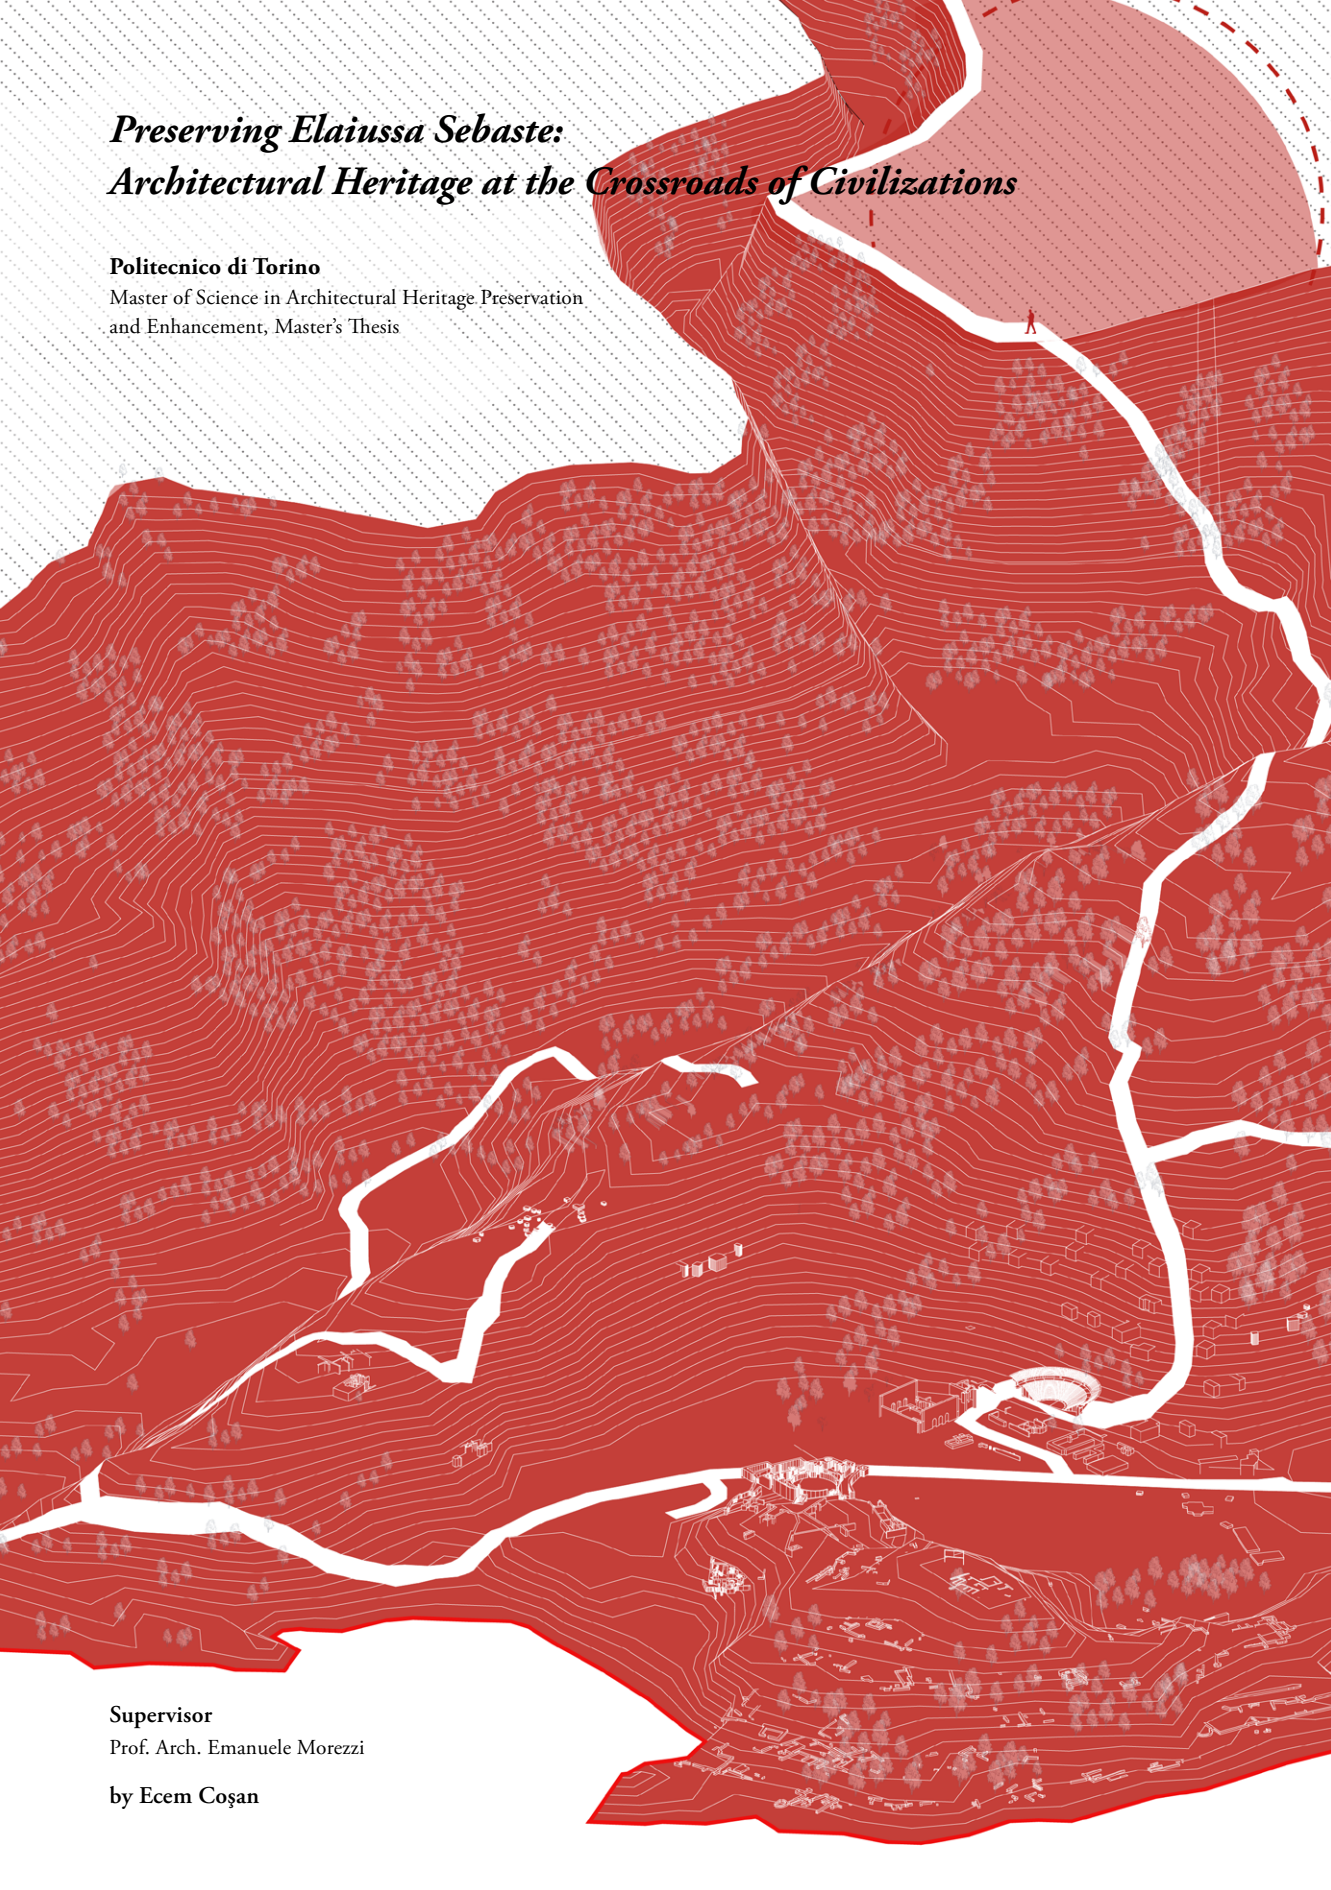 Preserving Elaiussa Sebaste:
Architectural Heritage at the Crossroads of Civilizations
Politecnico di Torino
Master of Science in Architectural Heritage Preservation
and Enhancement, Master's Thesis
Supervisor
Prof. Arch. Emanuele Morezzi
by Ecem Coşan